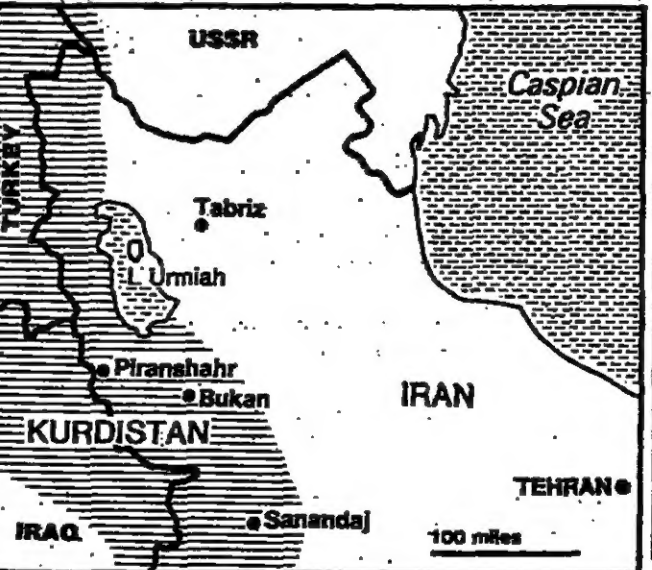 USSR
Caspian
Sea
TURKEY
Tabriz
L. Urmiah
Piranshahr
Bukan
IRAN
KURDISTAN
TEHRAN
Sanandaj
IRAQ
100 miles